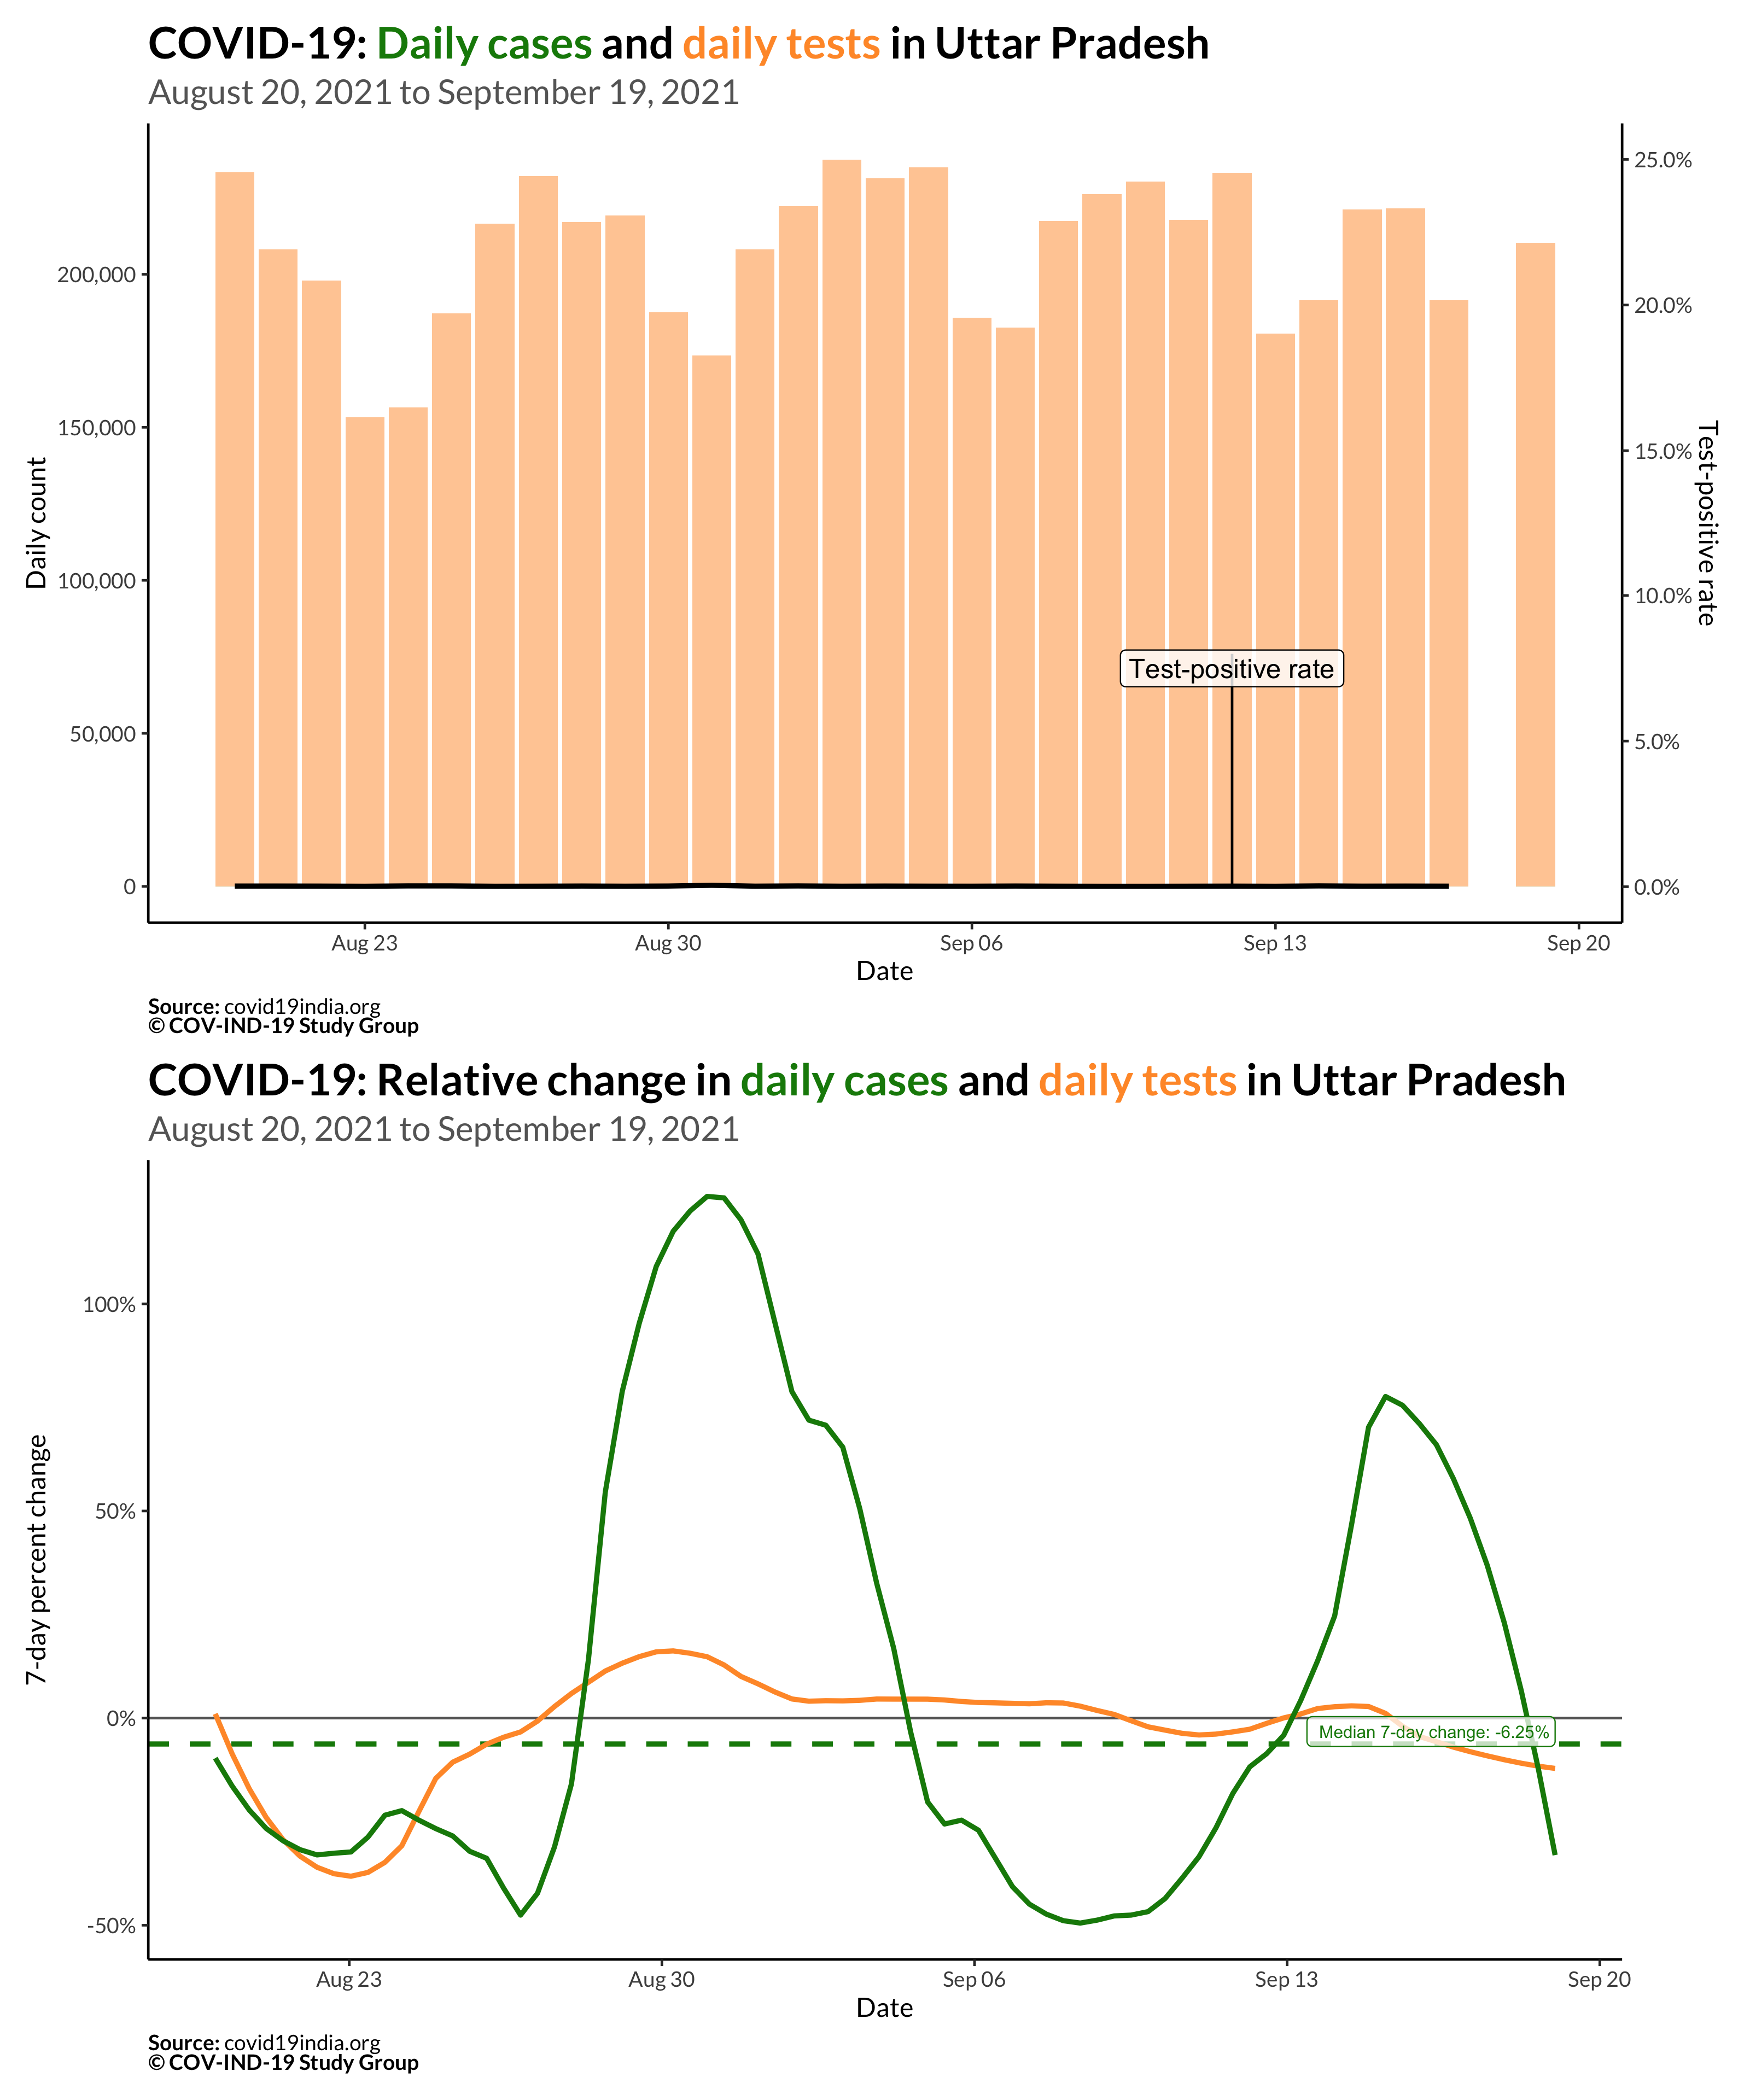 COVID-19: Daily cases and daily tests in Uttar Pradesh
August 20, 2021 to September 19, 2021
Daily count
200,000
150,000
100,000
50,000
0
25.0%
20.0%
15.0%
10.0%
5.0%
0.0%
Test-positive rate
Test-positive rate
Aug 23
Aug 30
Sep 06
Sep 13
Sep 20
Date
Source: covid19india.org
© COV-IND-19 Study Group
COVID-19: Relative change in daily cases and daily tests in Uttar Pradesh
August 20, 2021 to September 19, 2021
7-day percent change
100%
50%
0%
-50%
Median 7-day change: -6.25%
Aug 23
Aug 30
Sep 06
Sep 13
Sep 20
Date
Source: covid19india.org
© COV-IND-19 Study Group